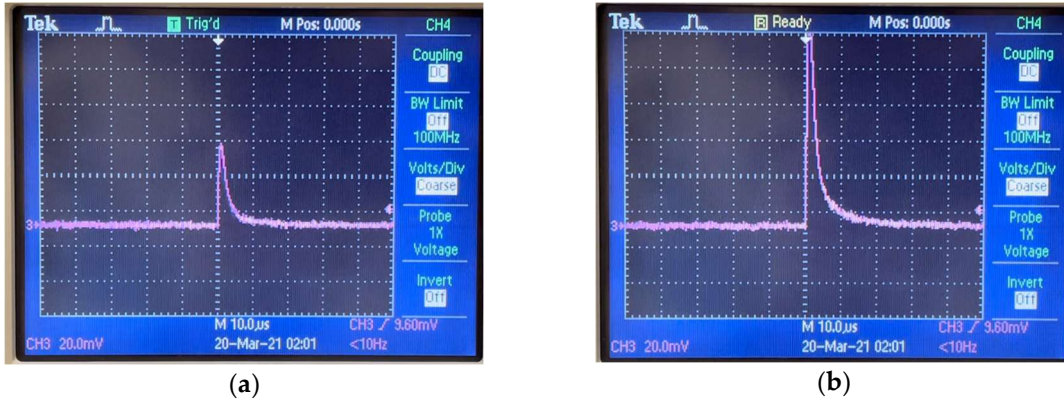 Tek T Trig'd M Pos: 0.000s CH4
Coupling
DC
BW Limit
Off
100MHz
Volts/Div
Coarse
Probe
1X
Voltage
Invert
Off
3
M 10.0µs CH3 9.60mV
CH3 20.0mV 20-Mar-21 02:01 <10Hz
(a)
Tek R Ready M Pos: 0.000s CH4
Coupling
DC
BW Limit
Off
100MHz
Volts/Div
Coarse
Probe
1X
Voltage
Invert
Off
3
M 10.0µs CH3 9.60mV
CH3 20.0mV 20-Mar-21 02:01 <10Hz
(b)